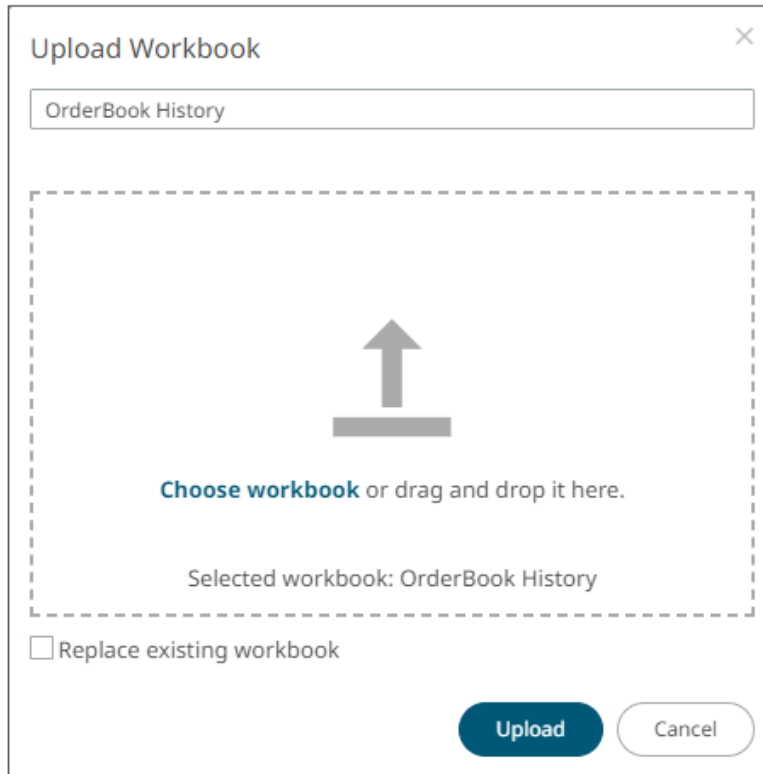 Upload Workbook
OrderBook History
Choose workbook or drag and drop it here.
Selected workbook: OrderBook History
Replace existing workbook
Upload
Cancel